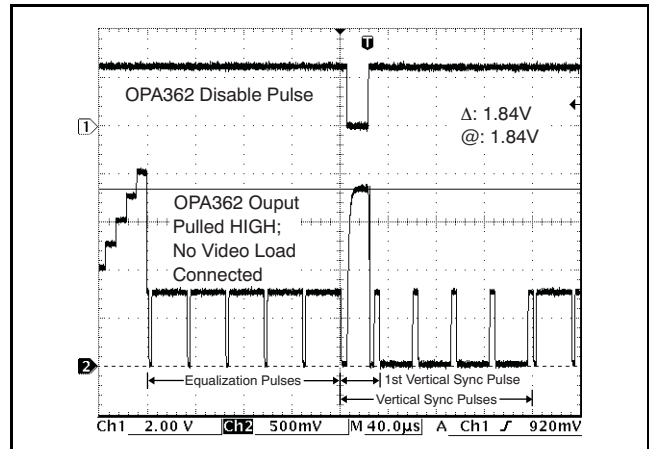 T
OPA362 Disable Pulse
Δ: 1.84V
@: 1.84V
1
OPA362 Ouput
Pulled HIGH;
No Video Load
Connected
2
Equalization Pulses
1st Vertical Sync Pulse
Vertical Sync Pulses
Ch1 2.00 V Ch2 500mV M 40.0µs A Ch1 ʃ 920mV